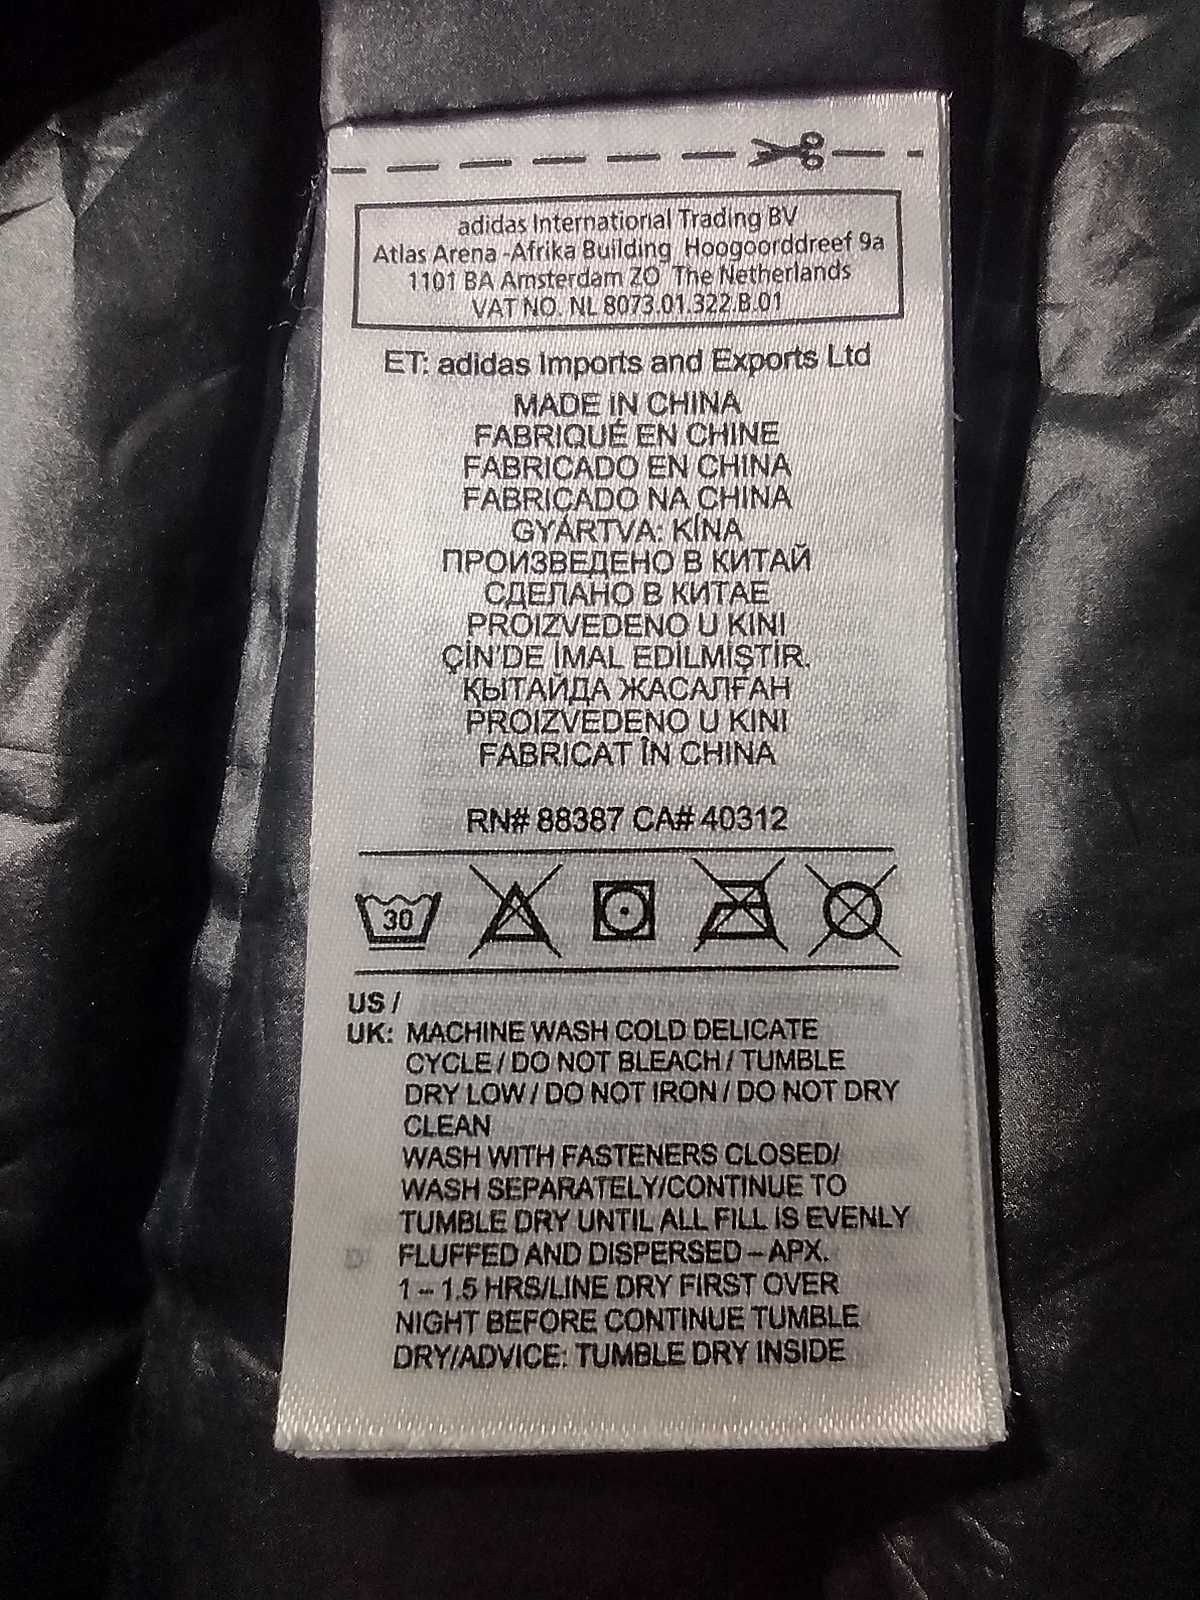 adidas International Trading BV
Atlas Arena -Afrika Building Hoogoorddreef 9a
1101 BA Amsterdam ZO The Netherlands
VAT NO. NL 8073.01.322.B.01
ET: adidas Imports and Exports Ltd
MADE IN CHINA
FABRIQUÉ EN CHINE
FABRICADO EN CHINA
FABRICADO NA CHINA
GYÁRTVA: KÍNA
ПРОИЗВЕДЕНО В КИТАЙ
СДЕЛАНО В КИТАЕ
PROIZVEDENO U KINI
ÇİN'DE İMAL EDİLMİŞTİR.
ҚЫТАЙДА ЖАСАЛҒАН
PROIZVEDENO U KINI
FABRICAT ÎN CHINA
RN# 88387 CA# 40312
30
US /
UK: MACHINE WASH COLD DELICATE
CYCLE / DO NOT BLEACH / TUMBLE
DRY LOW / DO NOT IRON / DO NOT DRY
CLEAN
WASH WITH FASTENERS CLOSED/
WASH SEPARATELY/CONTINUE TO
TUMBLE DRY UNTIL ALL FILL IS EVENLY
FLUFFED AND DISPERSED – APX.
1 – 1.5 HRS/LINE DRY FIRST OVER
NIGHT BEFORE CONTINUE TUMBLE
DRY/ADVICE: TUMBLE DRY INSIDE